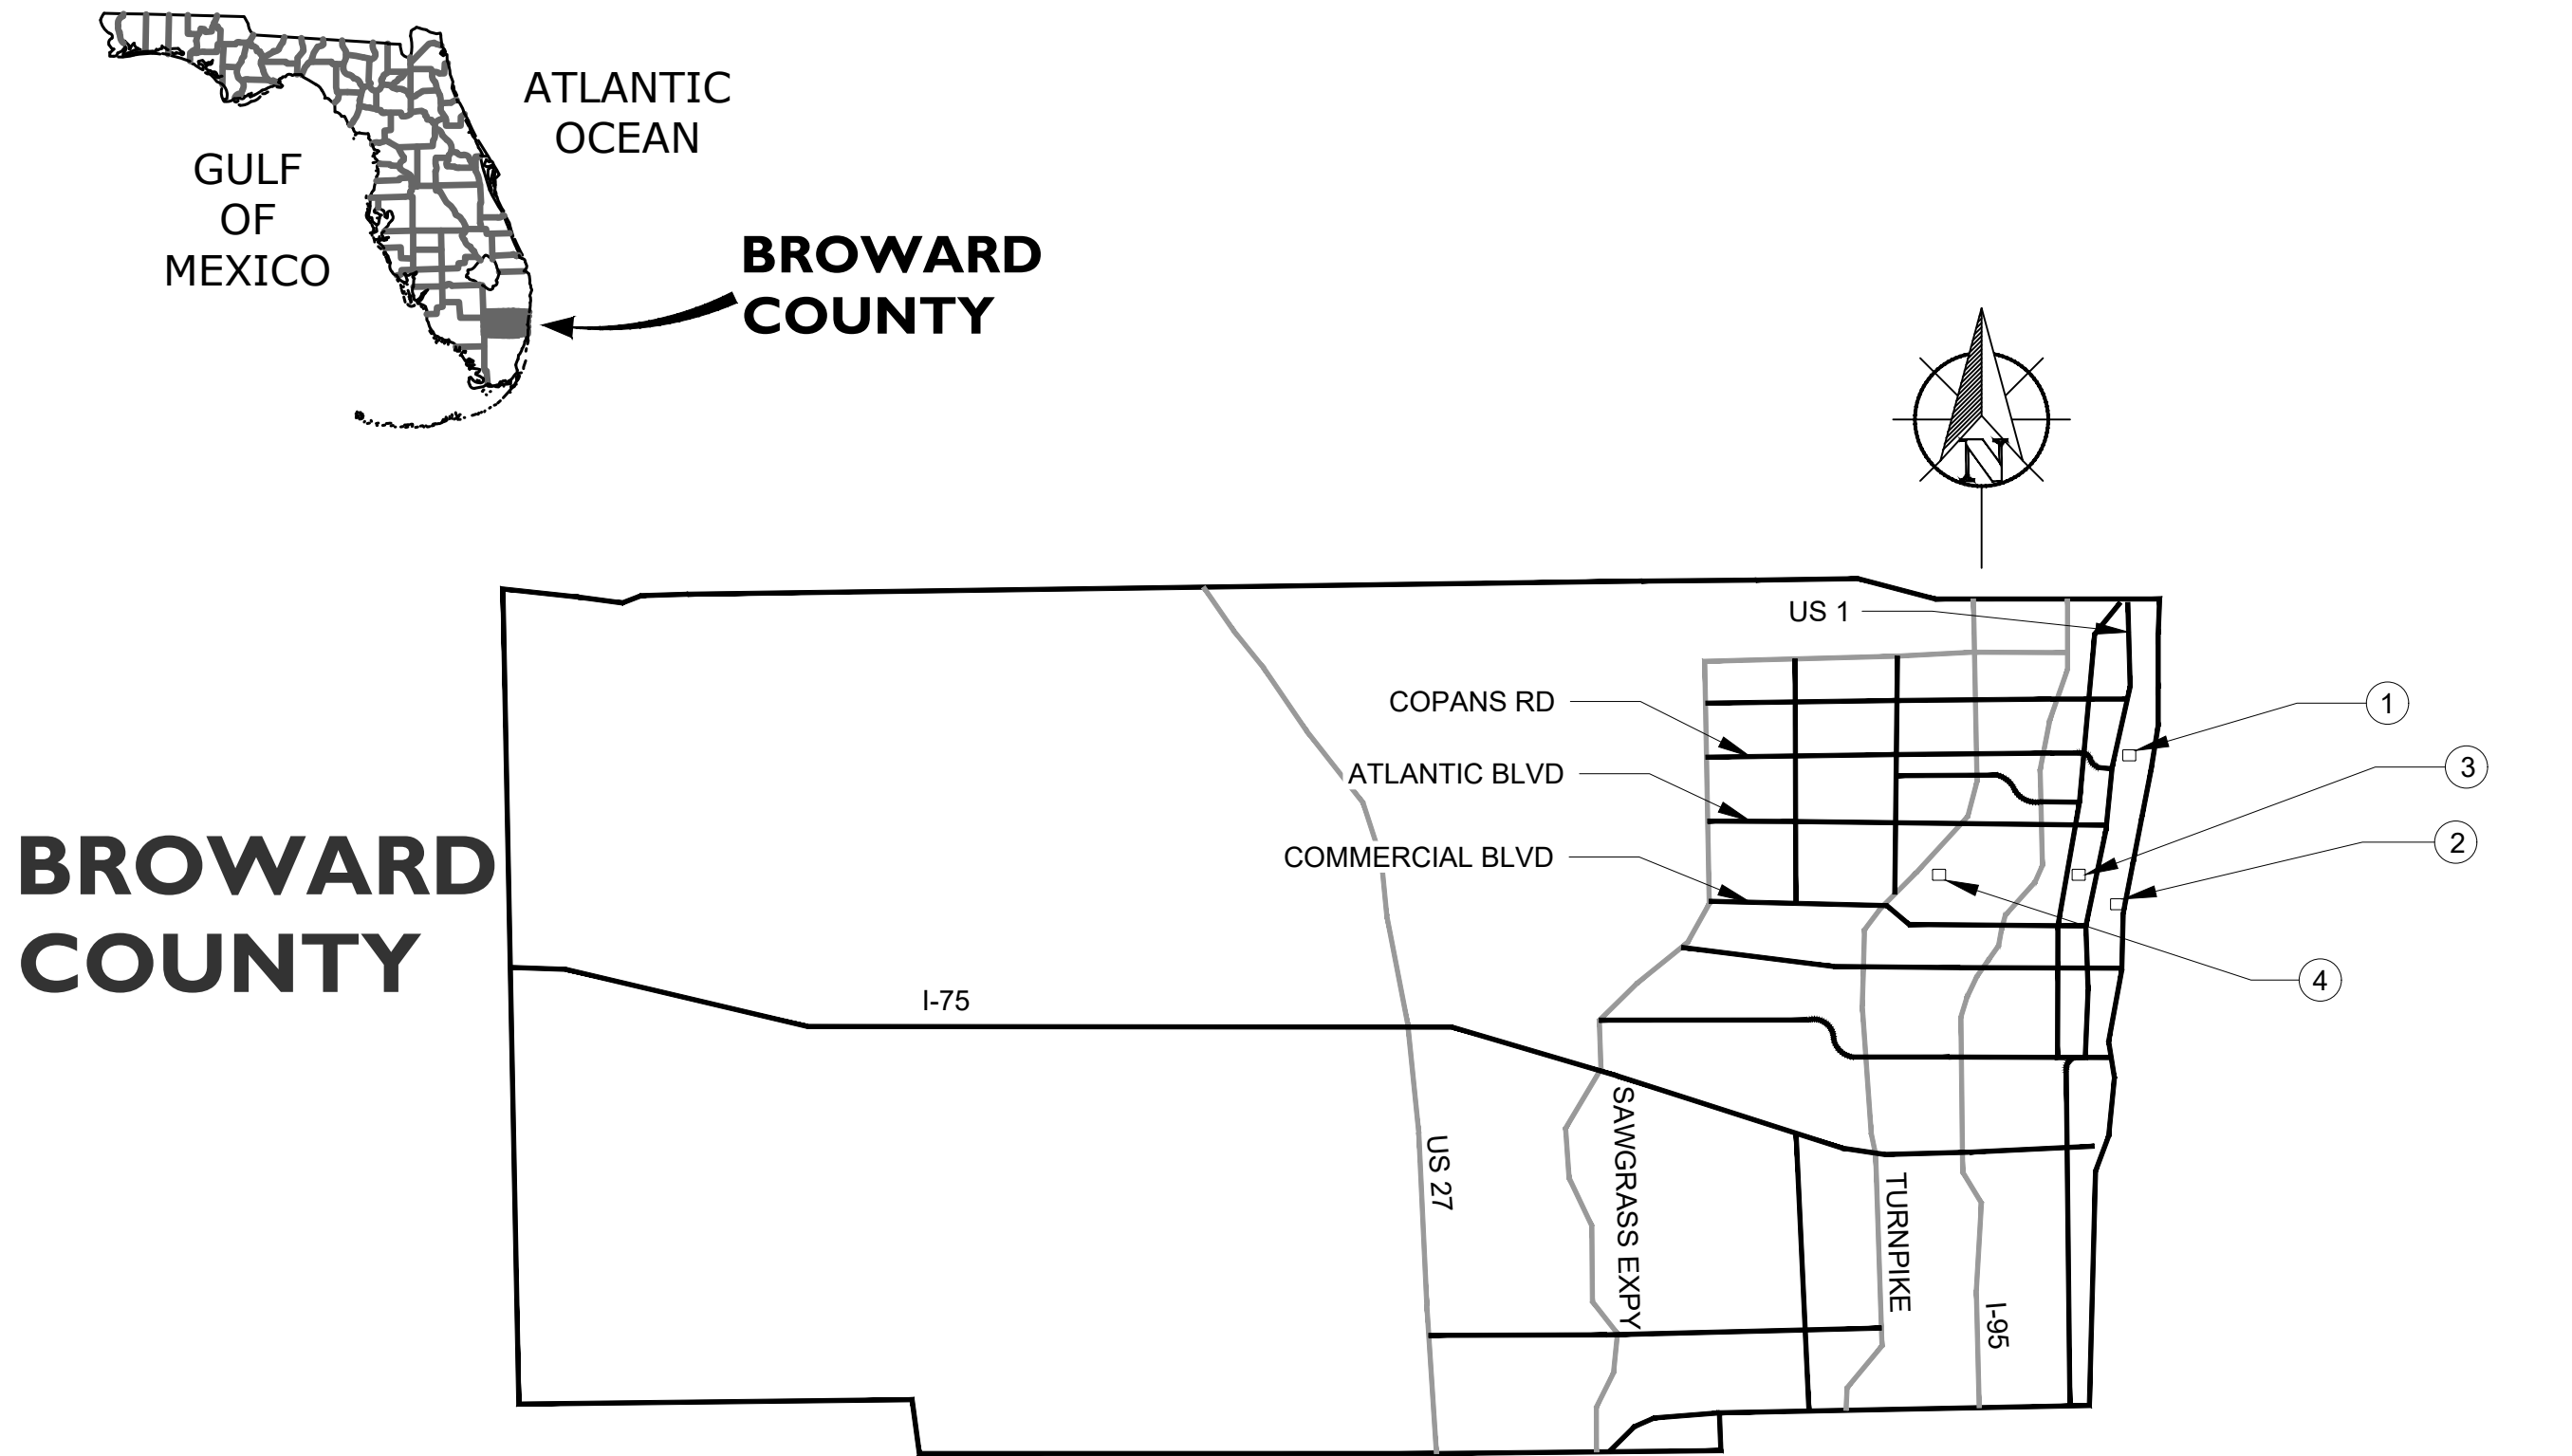 ATLANTIC
OCEAN
GULF
OF
MEXICO
BROWARD
COUNTY
N
US 1
COPANS RD
1
ATLANTIC BLVD
3
COMMERCIAL BLVD
2
BROWARD
COUNTY
4
I-75
US 27
SAWGRASS EXPY
TURNPIKE
I-95